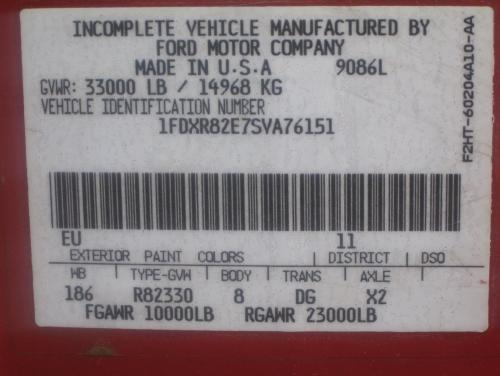 INCOMPLETE VEHICLE MANUFACTURED BY
FORD MOTOR COMPANY
MADE IN U.S.A 9086L
GVWR: 33000 LB / 14968 KG
VEHICLE IDENTIFICATION NUMBER
1FDXR82E7SVA76151
F2HT-60204A10-AA
EU 11
EXTERIOR PAINT COLORS | DISTRICT | DSO
WB | TYPE-GVW | BODY | TRANS | AXLE
186 R82330 8 DG X2
FGAWR 10000LB RGAWR 23000LB